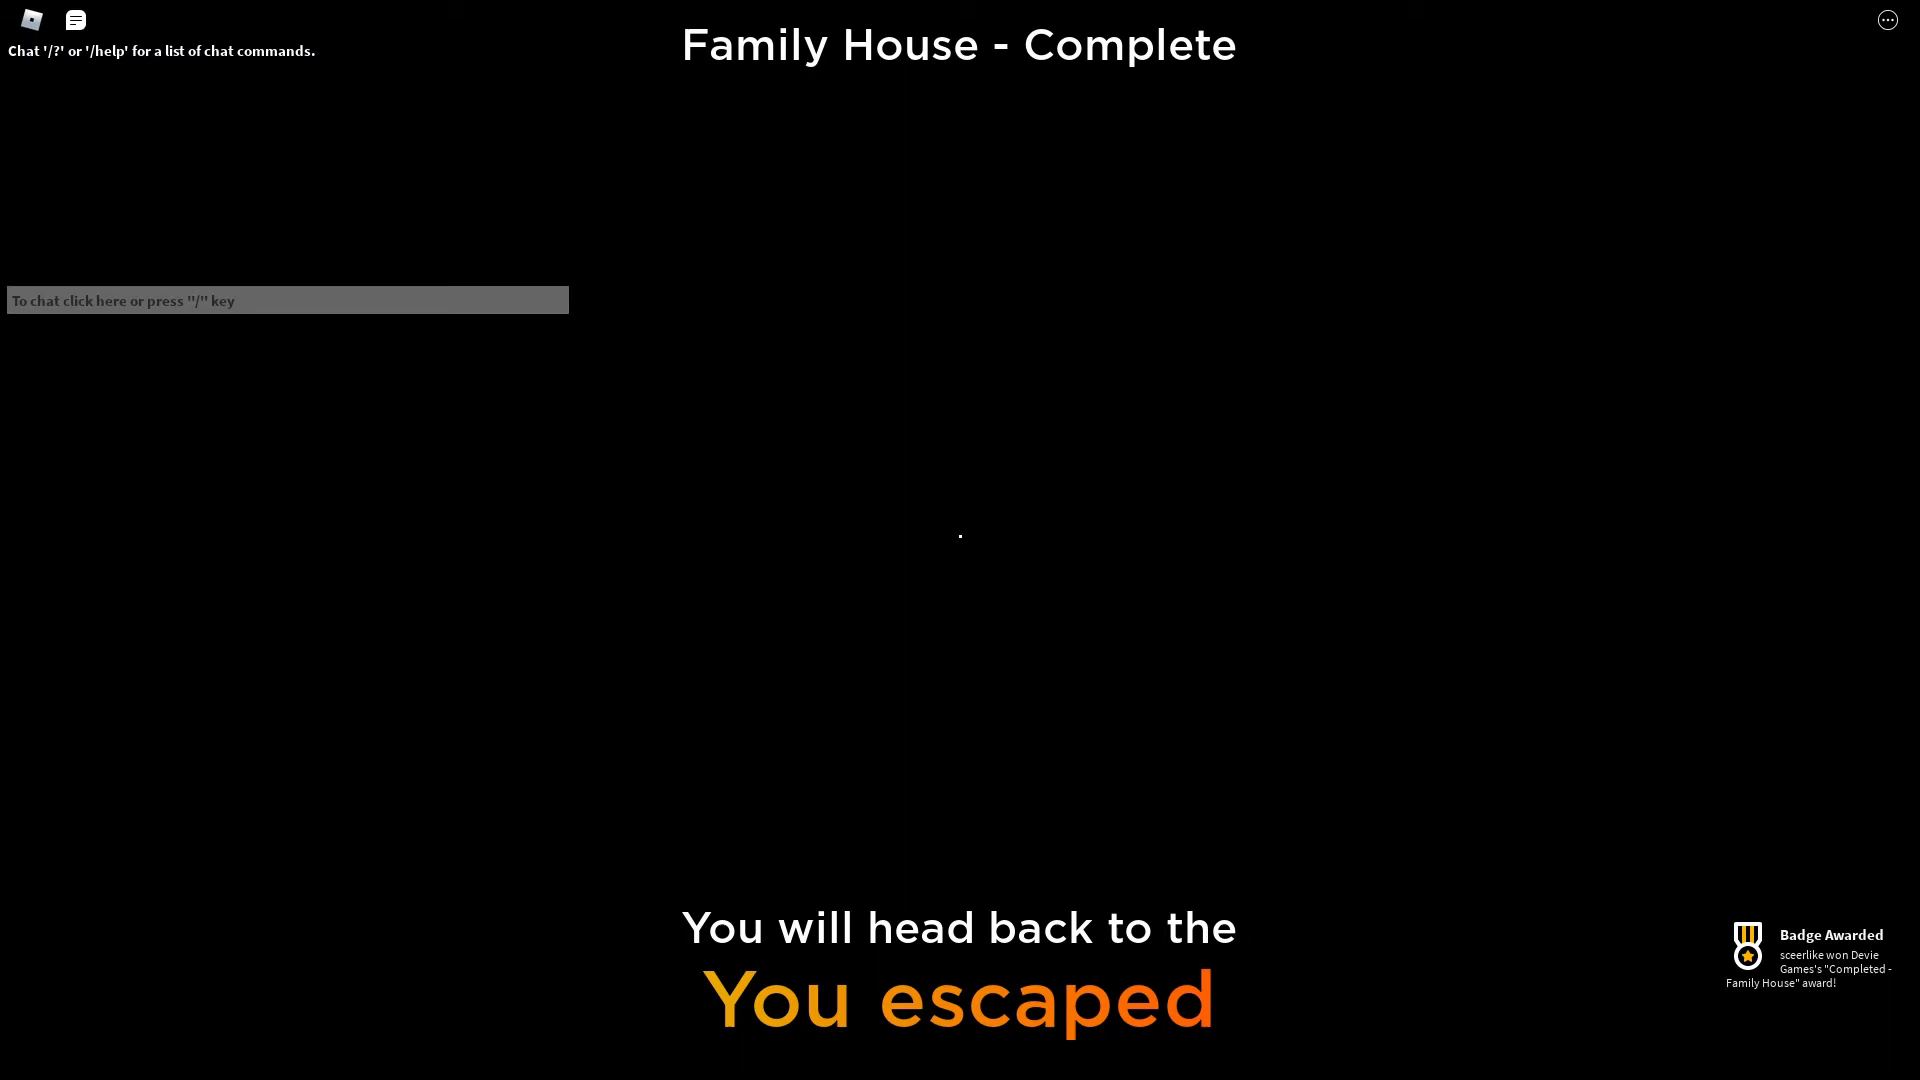 Family House - Complete
Chat '/?' or '/help' for a list of chat commands.
To chat click here or press "/" key
You will head back to the
You escaped
Badge Awarded
sceerlike won Devie
Games's "Completed -
Family House" award!